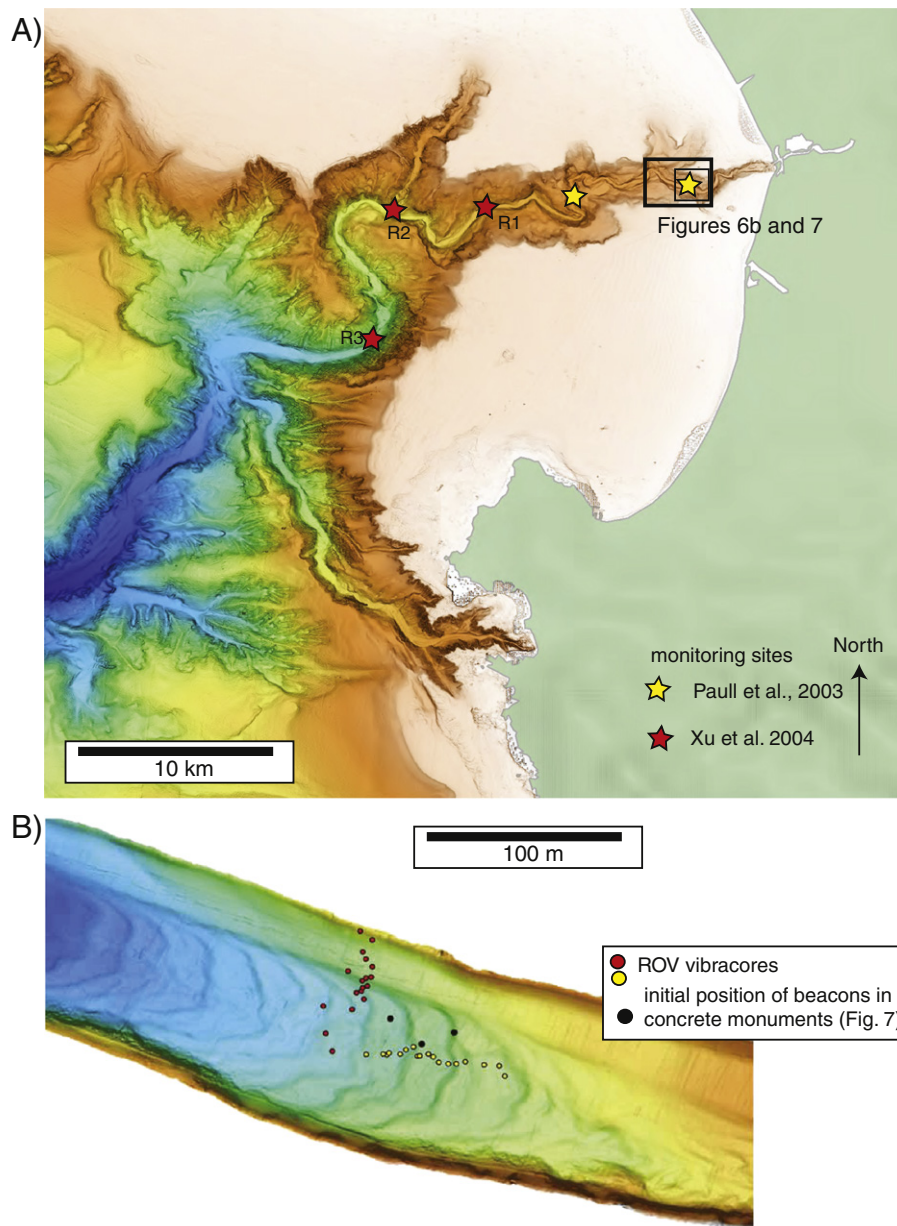 A)
R2
R1
Figures 6b and 7
R3
monitoring sites
North
Paull et al., 2003
Xu et al. 2004
10 km
B)
100 m
ROV vibracores
initial position of beacons in
concrete monuments (Fig. 7)